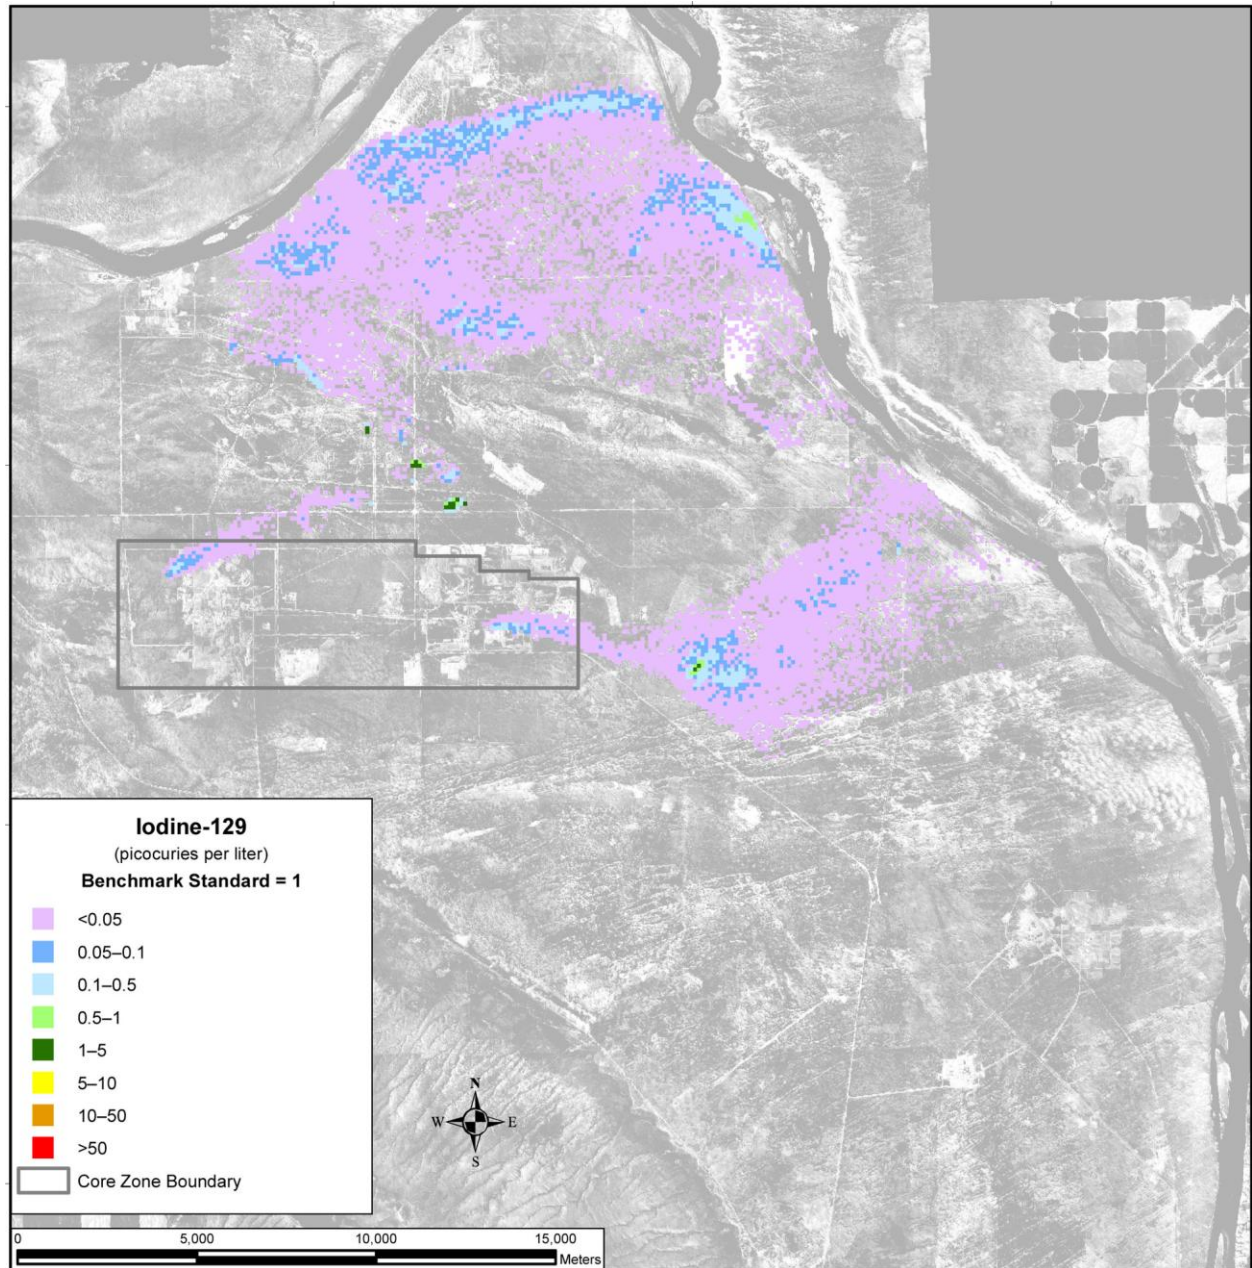 Iodine-129
(picocuries per liter)
Benchmark Standard = 1
<0.05
0.05–0.1
0.1–0.5
0.5–1
1–5
5–10
10–50
>50
Core Zone Boundary
N
W E
S
0 5,000 10,000 15,000
Meters